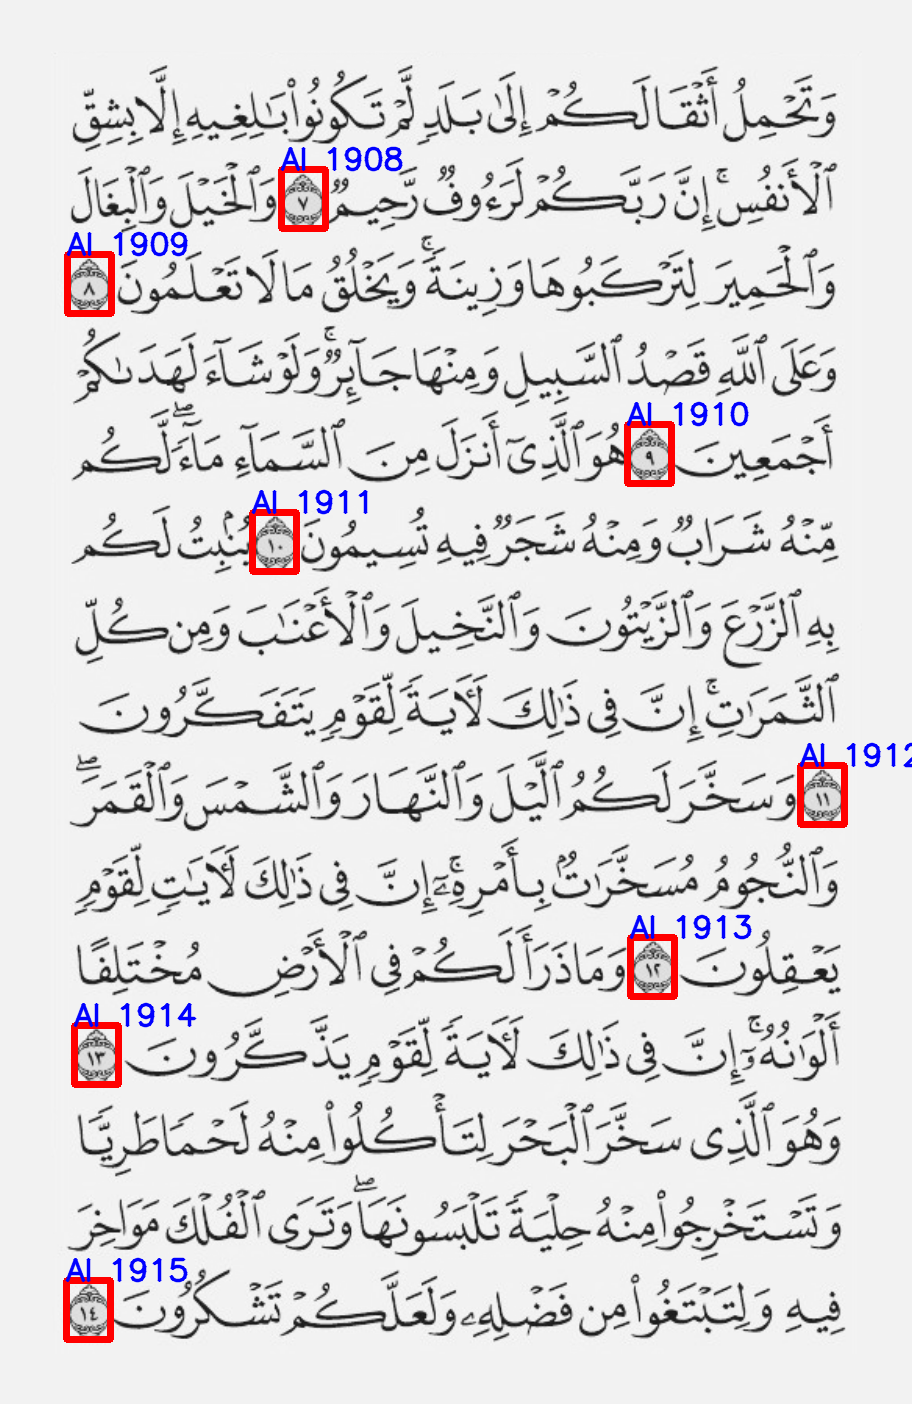 وَتَحۡمِلُ أَثۡقَالَكُمۡ إِلَىٰ بَلَدٖ لَّمۡ تَكُونُواْ بَٰلِغِيهِ إِلَّا بِشِقِّ
AI 1908
ٱلۡأَنفُسِۚ إِنَّ رَبَّكُمۡ لَرَءُوفٞ رَّحِيمٞ ٧ وَٱلۡخَيۡلَ وَٱلۡبِغَالَ
AI 1909
وَٱلۡحَمِيرَ لِتَرۡكَبُوهَا وَزِينَةٗۚ وَيَخۡلُقُ مَا لَا تَعۡلَمُونَ ٨
وَعَلَى ٱللَّهِ قَصۡدُ ٱلسَّبِيلِ وَمِنۡهَا جَآئِرٞۚ وَلَوۡ شَآءَ لَهَدَىٰكُمۡ
AI 1910
أَجۡمَعِينَ ٩ هُوَ ٱلَّذِيٓ أَنزَلَ مِنَ ٱلسَّمَآءِ مَآءٗۖ لَّكُم
AI 1911
مِّنۡهُ شَرَابٞ وَمِنۡهُ شَجَرٞ فِيهِ تُسِيمُونَ ١٠ يُنۢبِتُ لَكُم
بِهِ ٱلزَّرۡعَ وَٱلزَّيۡتُونَ وَٱلنَّخِيلَ وَٱلۡأَعۡنَٰبَ وَمِن كُلِّ
ٱلثَّمَرَٰتِۚ إِنَّ فِي ذَٰلِكَ لَأٓيَةٗ لِّقَوۡمٖ يَتَفَكَّرُونَ
AI 1912
١١ وَسَخَّرَ لَكُمُ ٱلَّيۡلَ وَٱلنَّهَارَ وَٱلشَّمۡسَ وَٱلۡقَمَرَۖ
وَٱلنُّجُومُ مُسَخَّرَٰتُۢ بِأَمۡرِهِۦٓۚ إِنَّ فِي ذَٰلِكَ لَأٓيَٰتٖ لِّقَوۡمٖ
AI 1913
يَعۡقِلُونَ ١٢ وَمَا ذَرَأَ لَكُمۡ فِي ٱلۡأَرۡضِ مُخۡتَلِفًا
AI 1914
أَلۡوَٰنُهُۥٓۚ إِنَّ فِي ذَٰلِكَ لَأٓيَةٗ لِّقَوۡمٖ يَذَّكَّرُونَ ١٣
وَهُوَ ٱلَّذِي سَخَّرَ ٱلۡبَحۡرَ لِتَأۡكُلُواْ مِنۡهُ لَحۡمٗا طَرِيّٗا
وَتَسۡتَخۡرِجُواْ مِنۡهُ حِلۡيَةٗ تَلۡبَسُونَهَاۖ وَتَرَى ٱلۡفُلۡكَ مَوَاخِرَ
AI 1915
فِيهِ وَلِتَبۡتَغُواْ مِن فَضۡلِهِۦ وَلَعَلَّكُمۡ تَشۡكُرُونَ ١٤